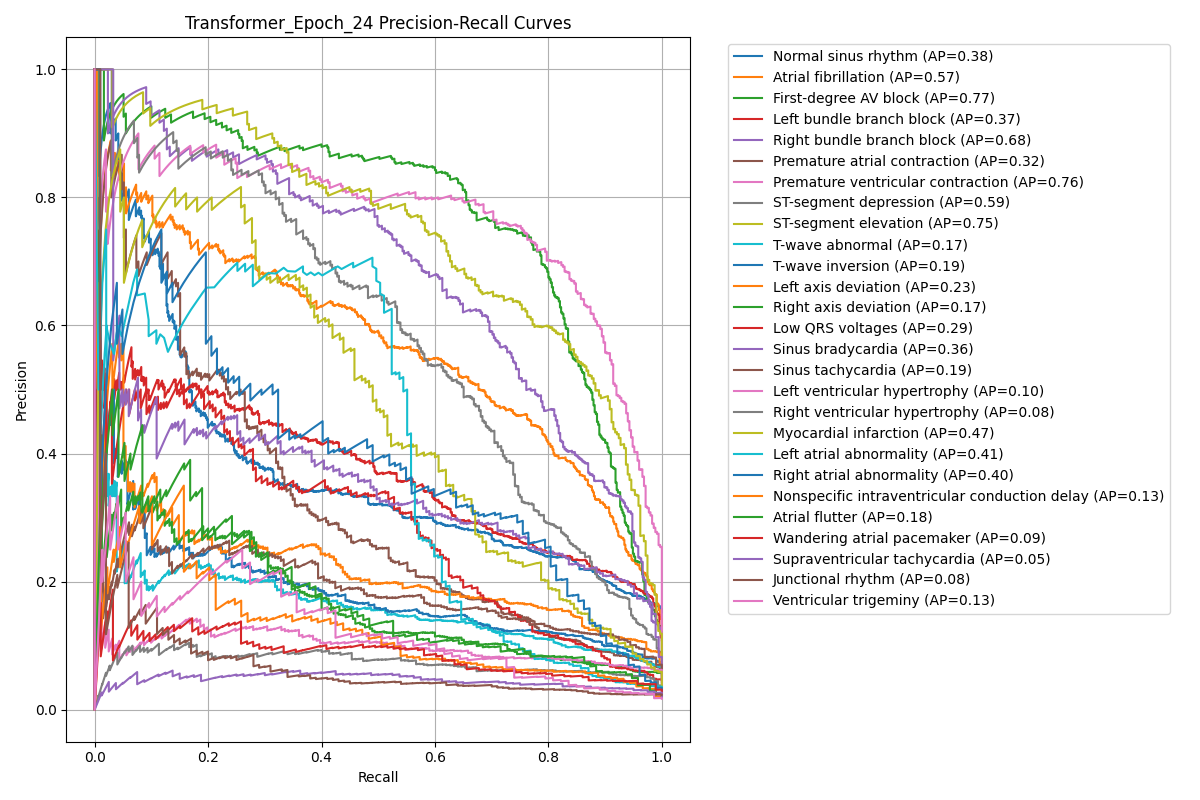 Transformer_Epoch_24 Precision-Recall Curves
1.0
0.8
0.6
0.4
0.2
0.0
Precision
0.0 0.2 0.4 0.6 0.8 1.0
Recall
Normal sinus rhythm (AP=0.38)
Atrial fibrillation (AP=0.57)
First-degree AV block (AP=0.77)
Left bundle branch block (AP=0.37)
Right bundle branch block (AP=0.68)
Premature atrial contraction (AP=0.32)
Premature ventricular contraction (AP=0.76)
ST-segment depression (AP=0.59)
ST-segment elevation (AP=0.75)
T-wave abnormal (AP=0.17)
T-wave inversion (AP=0.19)
Left axis deviation (AP=0.23)
Right axis deviation (AP=0.17)
Low QRS voltages (AP=0.29)
Sinus bradycardia (AP=0.36)
Sinus tachycardia (AP=0.19)
Left ventricular hypertrophy (AP=0.10)
Right ventricular hypertrophy (AP=0.08)
Myocardial infarction (AP=0.47)
Left atrial abnormality (AP=0.41)
Right atrial abnormality (AP=0.40)
Nonspecific intraventricular conduction delay (AP=0.13)
Atrial flutter (AP=0.18)
Wandering atrial pacemaker (AP=0.09)
Supraventricular tachycardia (AP=0.05)
Junctional rhythm (AP=0.08)
Ventricular trigeminy (AP=0.13)